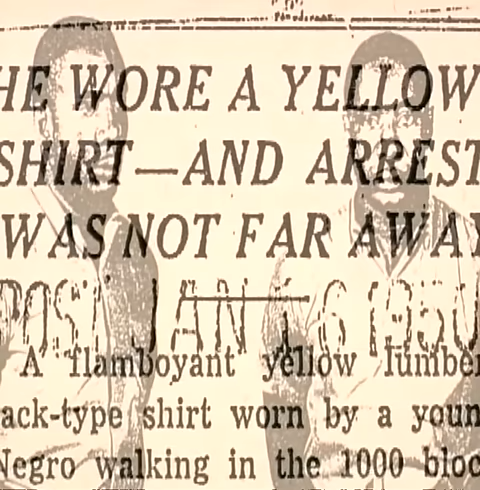 HE WORE A YELLOW
SHIRT—AND ARREST
WAS NOT FAR AWAY
POST JAN 16 1950
A flamboyant yellow lumber
ack-type shirt worn by a youn
Negro walking in the 1000 bloc